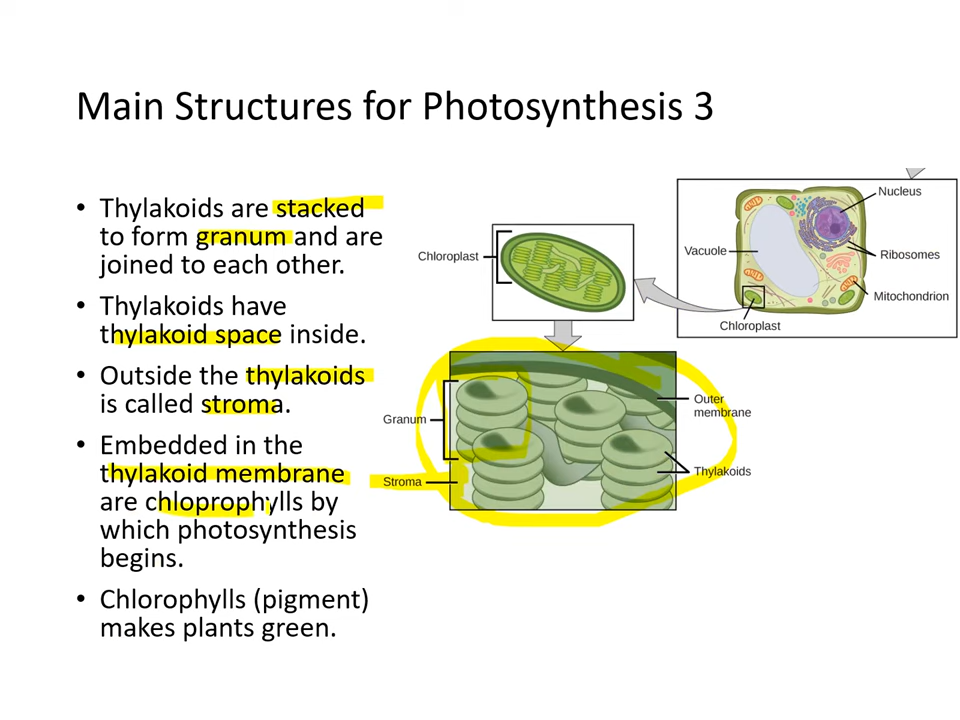 Main Structures for Photosynthesis 3
• Thylakoids are stacked
to form granum and are
joined to each other.
• Thylakoids have
thylakoid space inside.
• Outside the thylakoids
is called stroma.
• Embedded in the
thylakoid membrane
are chloprophylls by
which photosynthesis
begins.
• Chlorophylls (pigment)
makes plants green.
Chloroplast
Nucleus
Vacuole
Ribosomes
Mitochondrion
Chloroplast
Granum
Outer
membrane
Stroma
Thylakoids